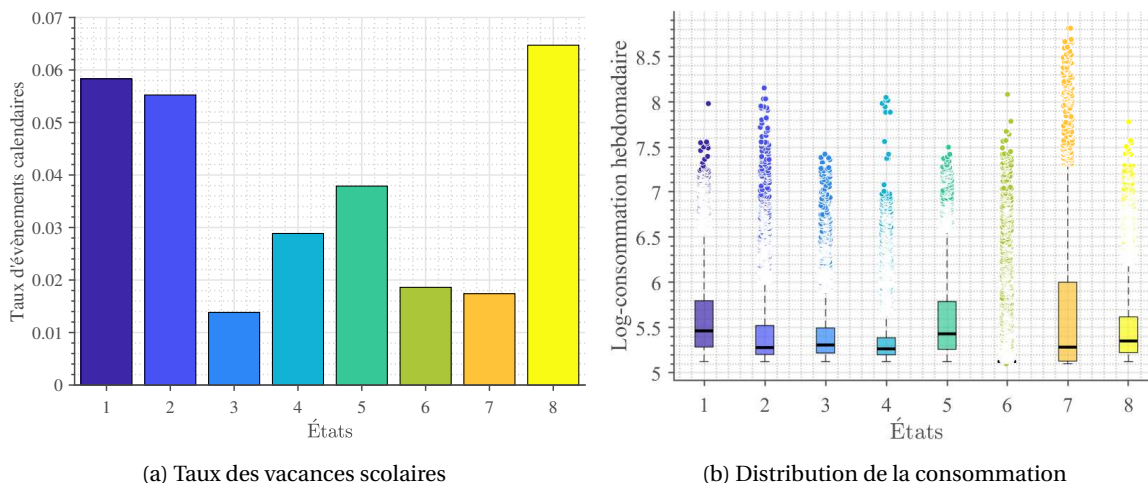 0.07
0.06
0.05
0.04
0.03
0.02
0.01
0
Taux d'évènements calendaires
1 2 3 4 5 6 7 8
États
(a) Taux des vacances scolaires
8.5
8
7.5
7
6.5
6
5.5
5
Log-consommation hebdomadaire
1 2 3 4 5 6 7 8
États
(b) Distribution de la consommation